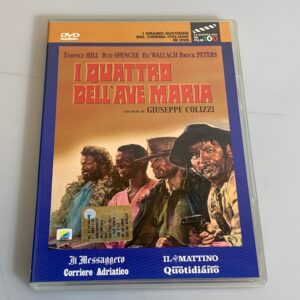 DVD
I GRANDI SUCCESSI
DEL CINEMA ITALIANO
IN DVD
TERENCE HILL BUD SPENCER ELI WALLACH BROCK PETERS
I QUATTRO
DELL'AVE MARIA
UN FILM DI GIUSEPPE COLIZZI
Il Messaggero
IL MATTINO
Corriere Adriatico
Quotidiano